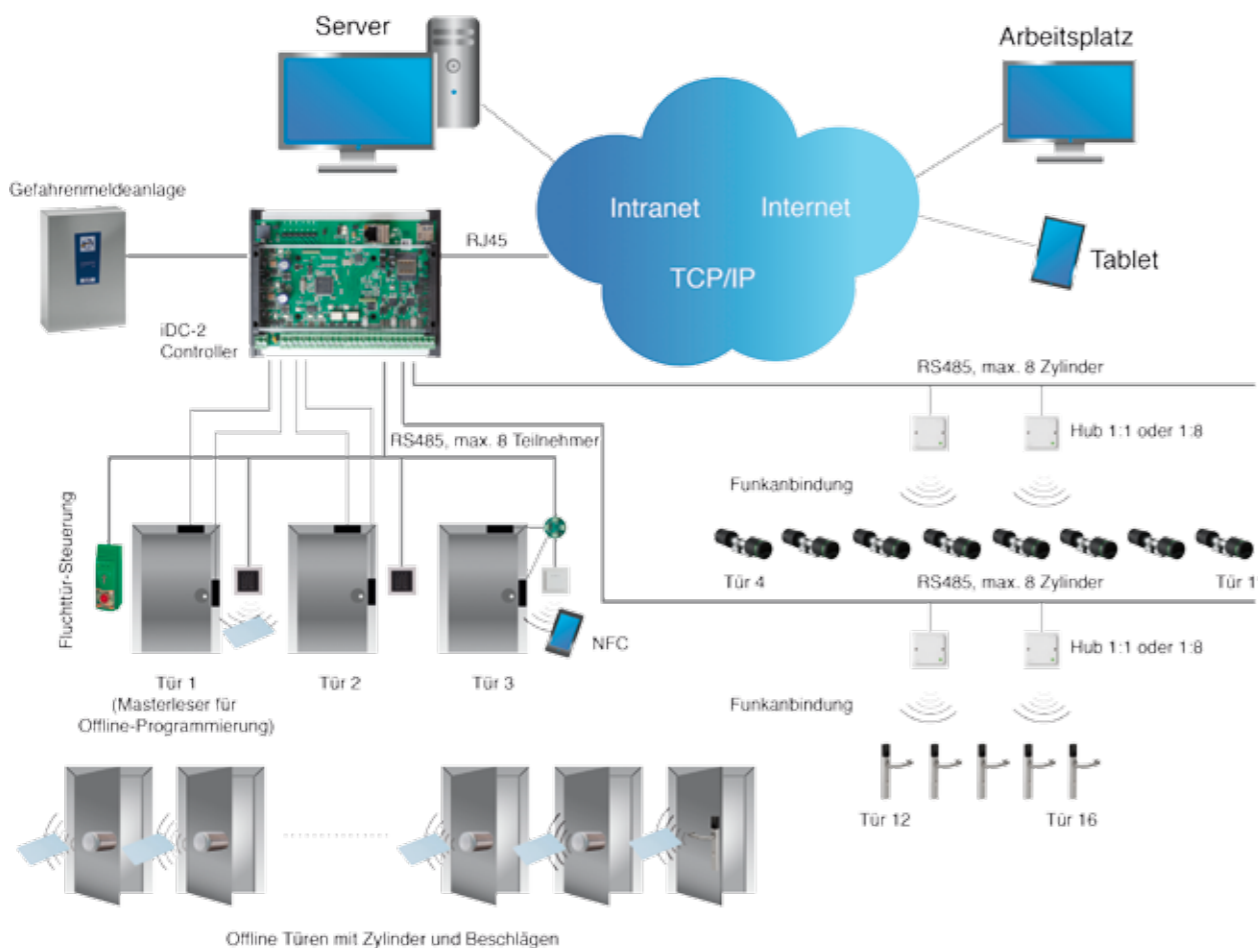 Server
Arbeitsplatz
Gefahrenmeldeanlage
Intranet
Internet
RJ45
TCP/IP
Tablet
iDC-2
Controller
RS485, max. 8 Zylinder
RS485, max. 8 Teilnehmer
Hub 1:1 oder 1:8
Funkanbindung
Fluchttür-Steuerung
Tür 4
RS485, max. 8 Zylinder
Tür 1
NFC
Hub 1:1 oder 1:8
Tür 1
(Masterleser für
Offline-Programmierung)
Tür 2
Tür 3
Funkanbindung
Tür 12
Tür 16
Offline Türen mit Zylinder und Beschlägen